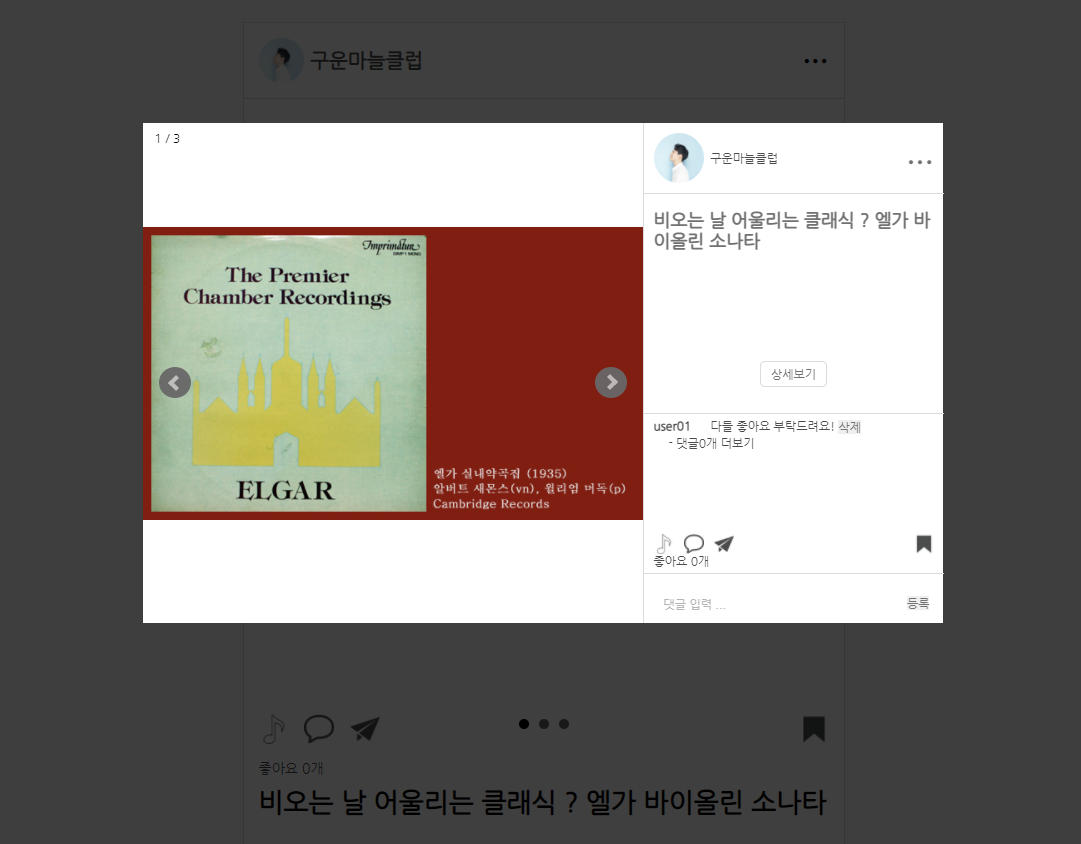 구운마늘클럽
1 / 3
Imprimatur
DIMP 1 MONO
The Premier
Chamber Recordings
ELGAR
엘가 실내악곡집 (1935)
알버트 새몬스(vn), 윌리엄 머독(p)
Cambridge Records
구운마늘클럽
비오는 날 어울리는 클래식 ? 엘가 바
이올린 소나타
상세보기
user01 다들 좋아요 부탁드려요! 삭제
- 댓글0개 더보기
좋아요 0개
댓글 입력 ... 등록
좋아요 0개
비오는 날 어울리는 클래식 ? 엘가 바이올린 소나타